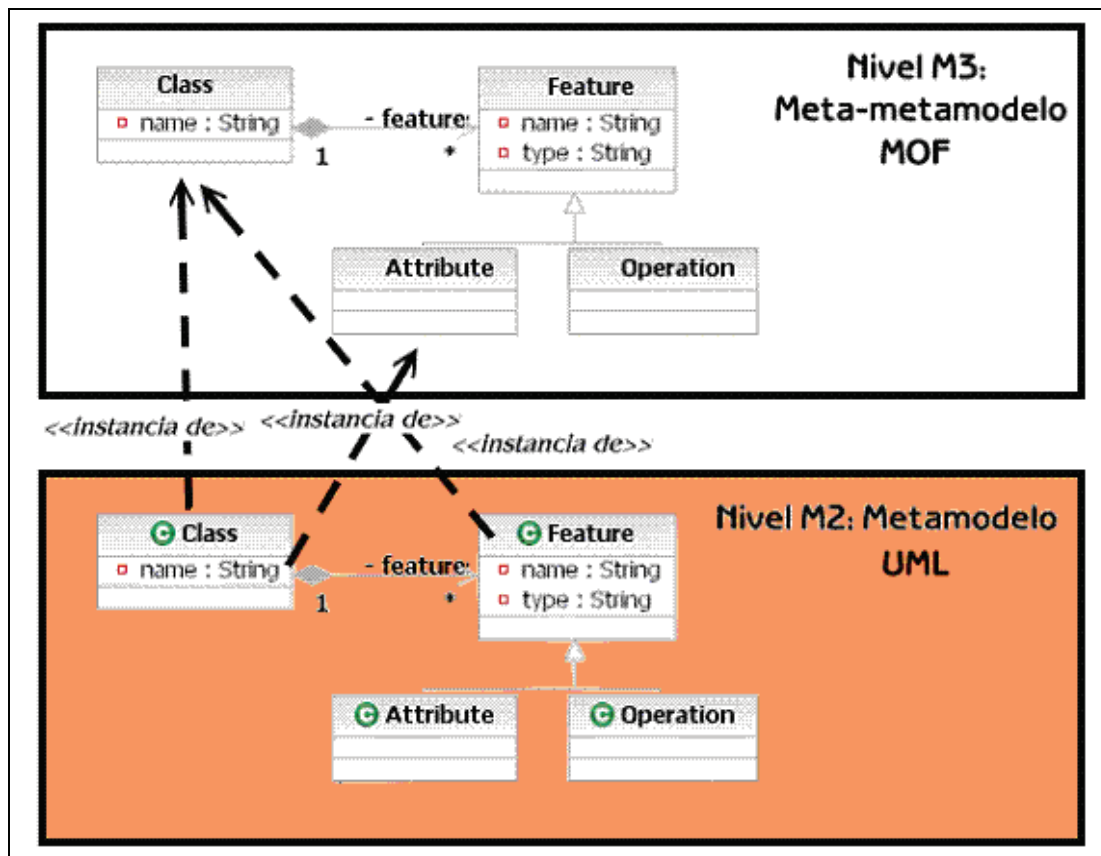 Nivel M3:
Meta-metamodelo
MOF
Class
name : String
1
- feature:
*
Feature
name : String
type : String
Attribute
Operation
<<instancia de>>
<<instancia de>>
<<instancia de>>
Nivel M2: Metamodelo
UML
C Class
name : String
1
- feature:
*
C Feature
name : String
type : String
C Attribute
C Operation